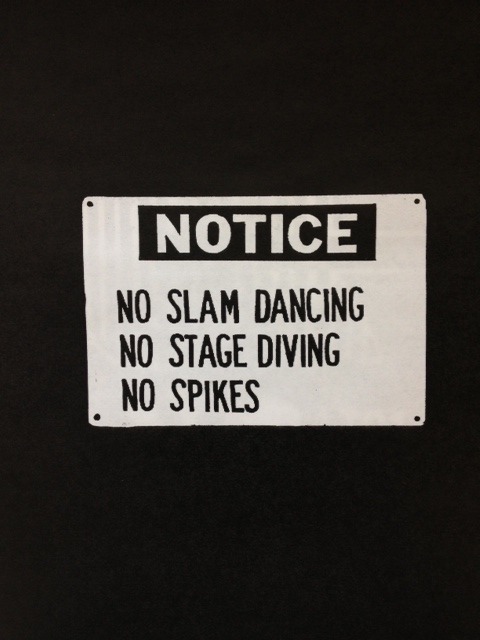 NOTICE
NO SLAM DANCING
NO STAGE DIVING
NO SPIKES